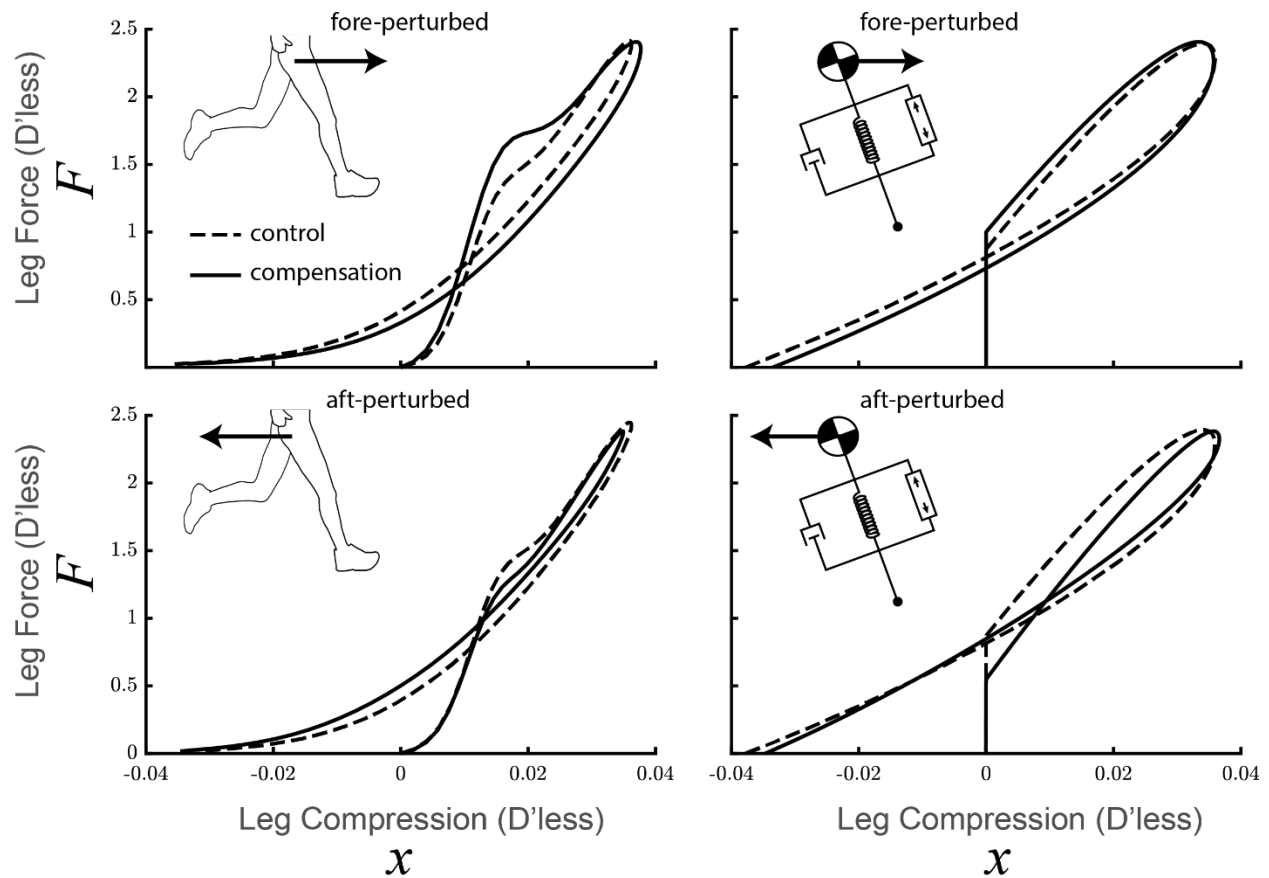 fore-perturbed
fore-perturbed
2.5
2
1.5
1
0.5
Leg Force (D'less)
F
control
compensation
aft-perturbed
aft-perturbed
2.5
2
1.5
1
0.5
0
Leg Force (D'less)
F
-0.04 -0.02 0 0.02 0.04
-0.04 -0.02 0 0.02 0.04
Leg Compression (D'less)
Leg Compression (D'less)
x
x